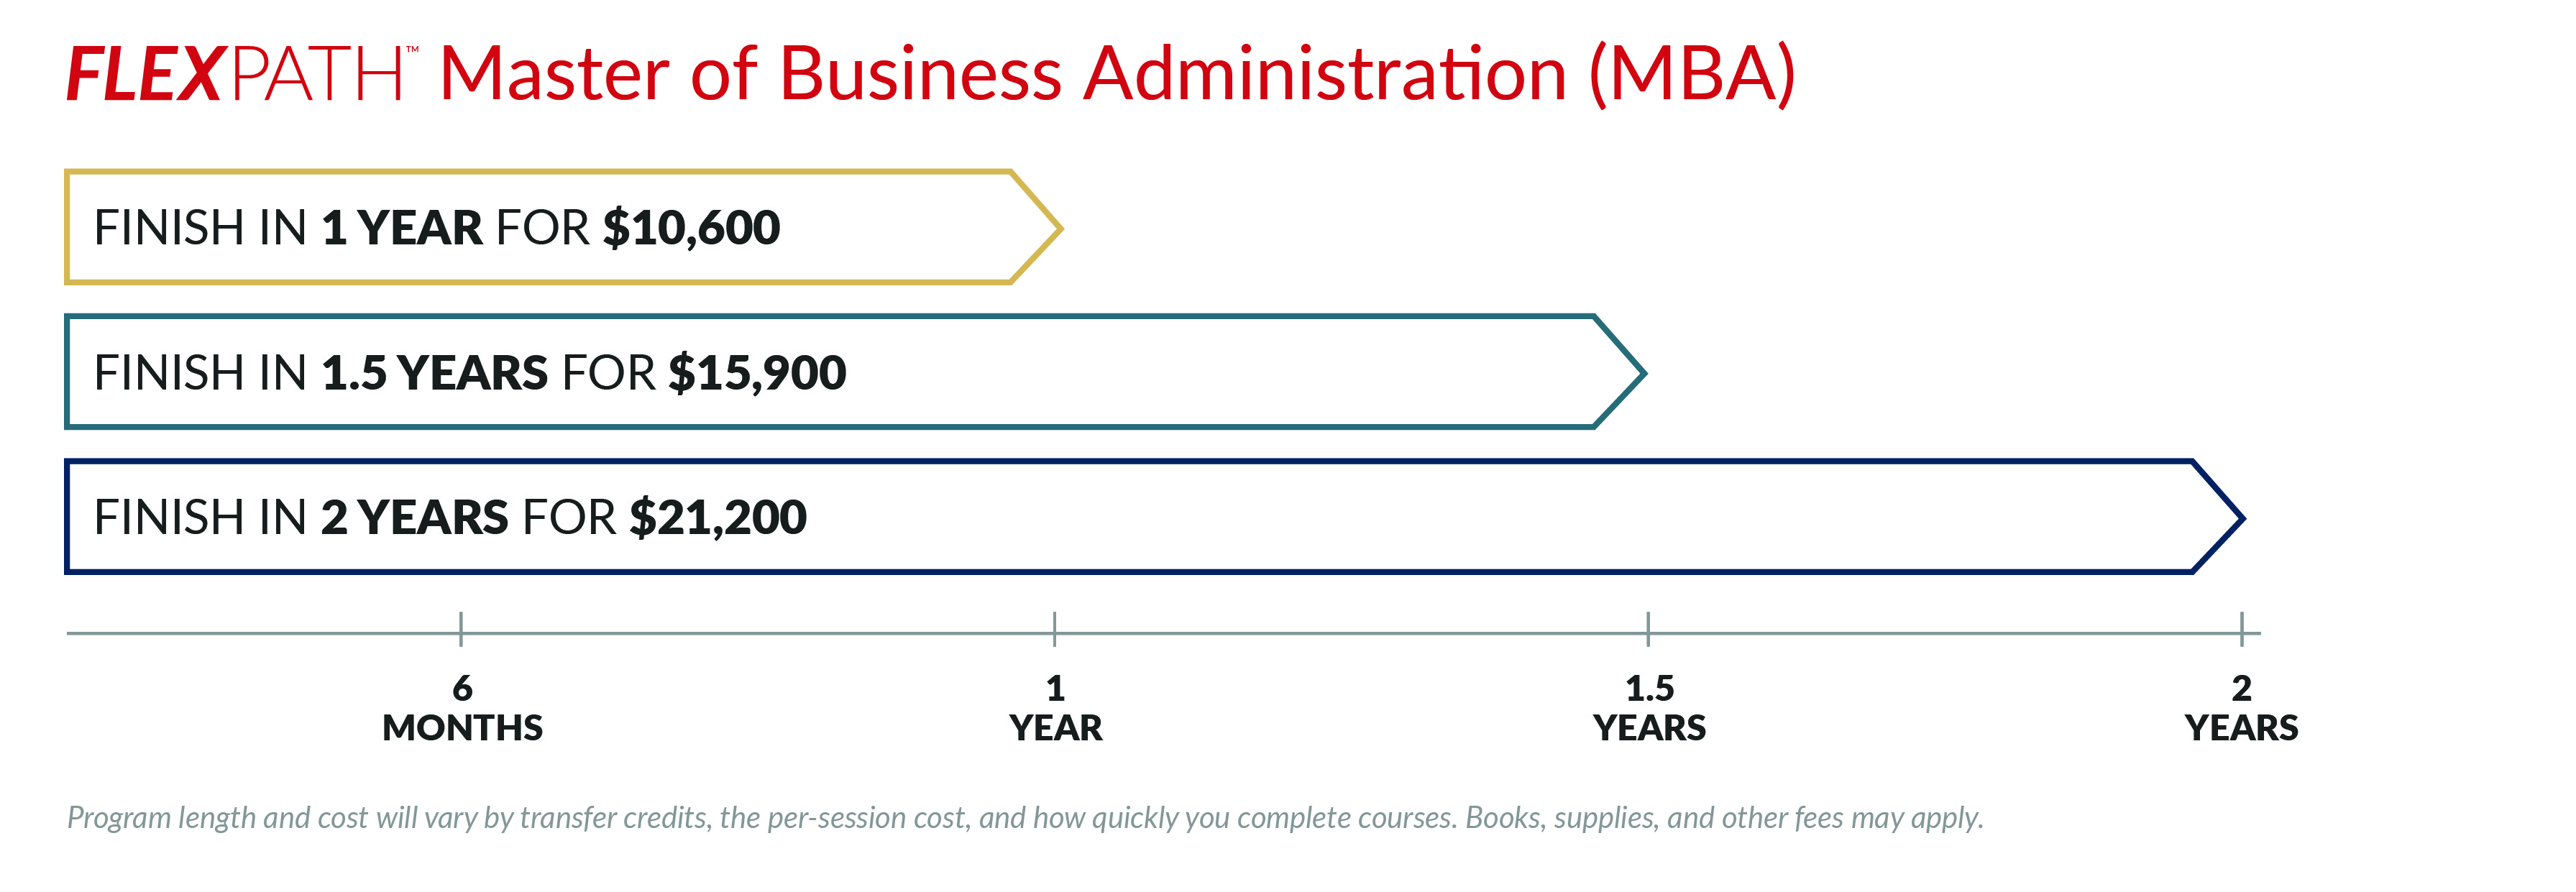 FLEXPATH™ Master of Business Administration (MBA)
FINISH IN 1 YEAR FOR $10,600
FINISH IN 1.5 YEARS FOR $15,900
FINISH IN 2 YEARS FOR $21,200
6 MONTHS
1 YEAR
1.5 YEARS
2 YEARS
Program length and cost will vary by transfer credits, the per-session cost, and how quickly you complete courses. Books, supplies, and other fees may apply.